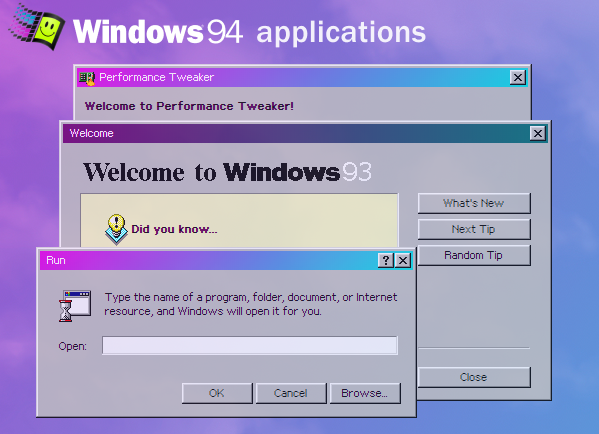 Windows94 applications
Performance Tweaker
Welcome to Performance Tweaker!
Welcome
Welcome to Windows93
What's New
Did you know...
Next Tip
Random Tip
Run
Type the name of a program, folder, document, or Internet
resource, and Windows will open it for you.
Open:
Close
OK
Cancel
Browse...